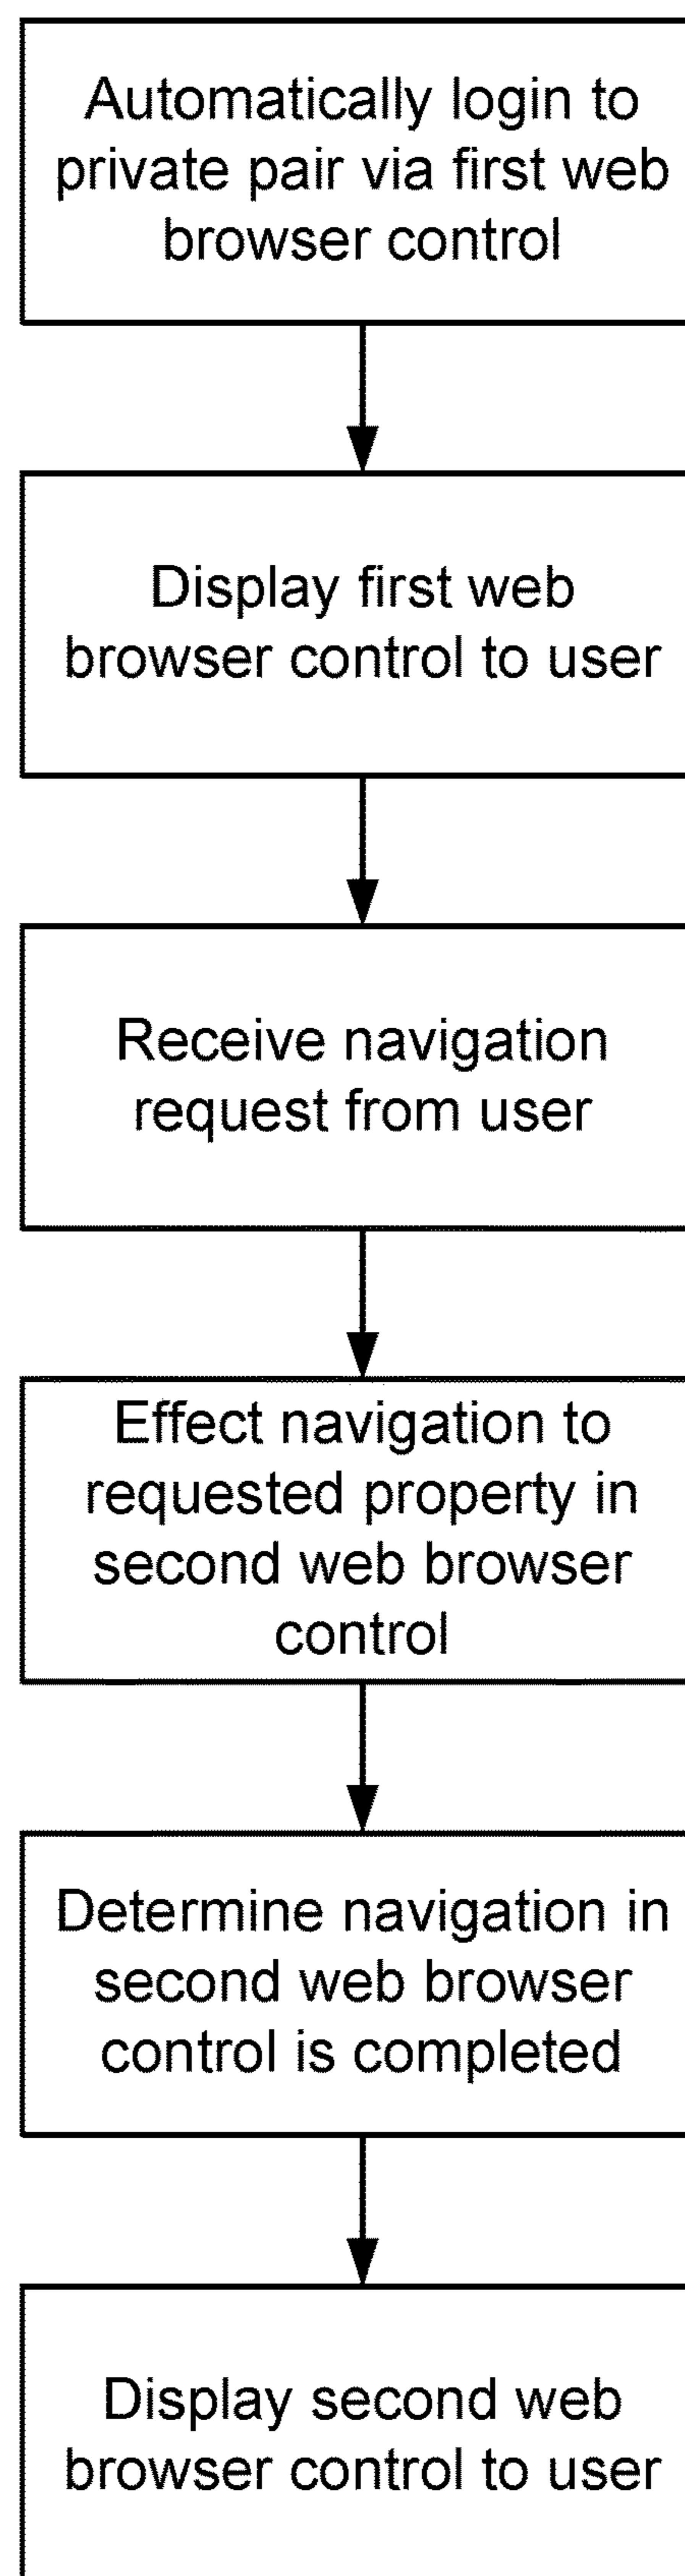 Automatically login to
private pair via first web
browser control
Display first web
browser control to user
Receive navigation
request from user
Effect navigation to
requested property in
second web browser
control
Determine navigation in
second web browser
control is completed
Display second web
browser control to user